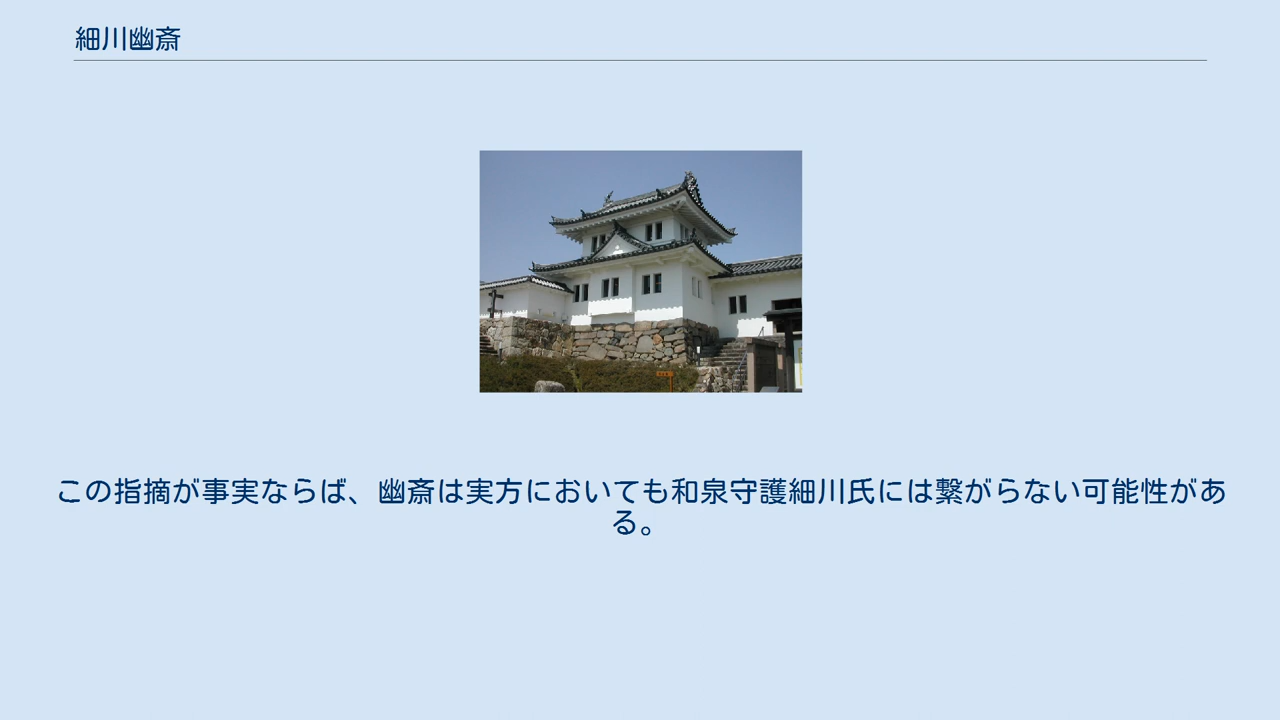 細川幽斎
この指摘が事実ならば、幽斎は実方においても和泉守護細川氏には繋がらない可能性があ
る。